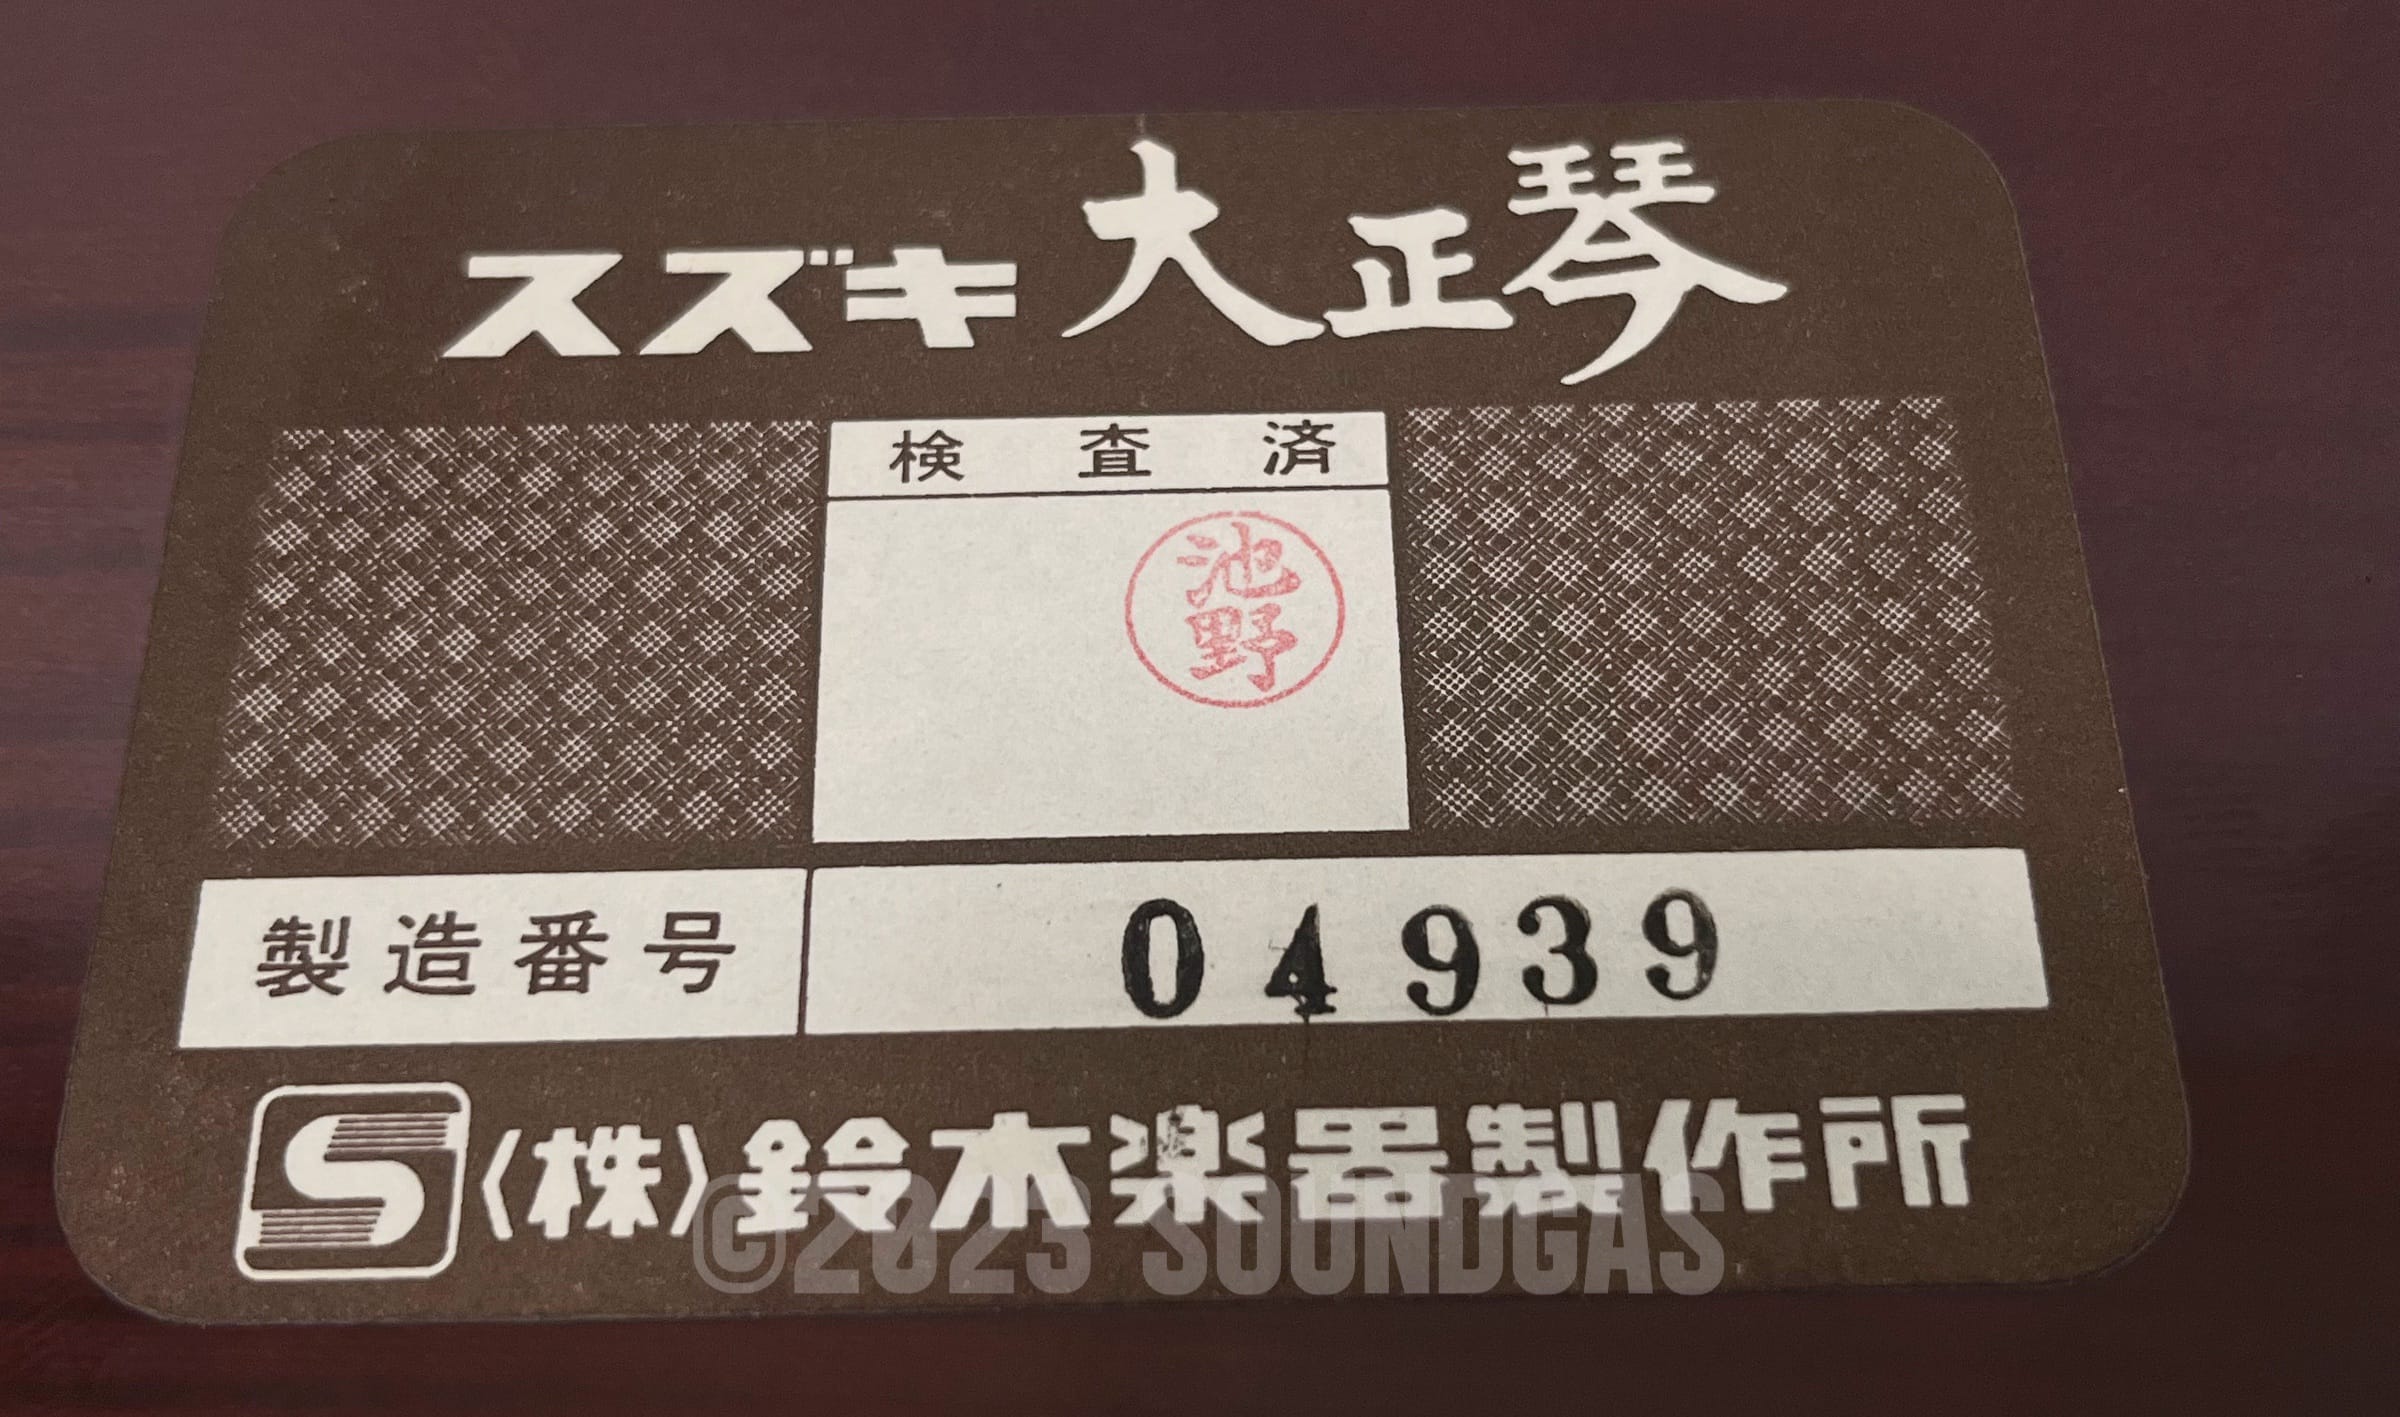 スズキ 大正琴
検査済
池野
製造番号 04939
S 〈株〉鈴木楽器製作所
©2023 SOUNDGAS